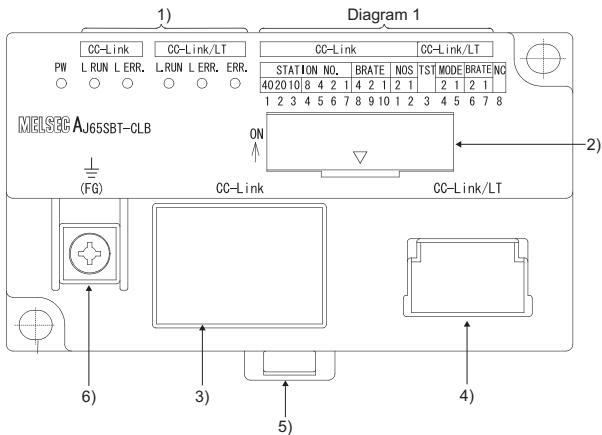 1) Diagram 1
CC-Link CC-Link/LT CC-Link CC-Link/LT
PW L RUN L ERR. L.RUN L ERR. ERR. STATION NO. BRATE NOS TST MODE BRATE NC
40 20 10 8 4 2 1 4 2 1 2 1 2 1 2 1
1 2 3 4 5 6 7 8 9 10 1 2 3 4 5 6 7 8
MELSEC AJ65SBT-CLB
ON
2)
(FG) CC-Link CC-Link/LT
6) 3) 4)
5)